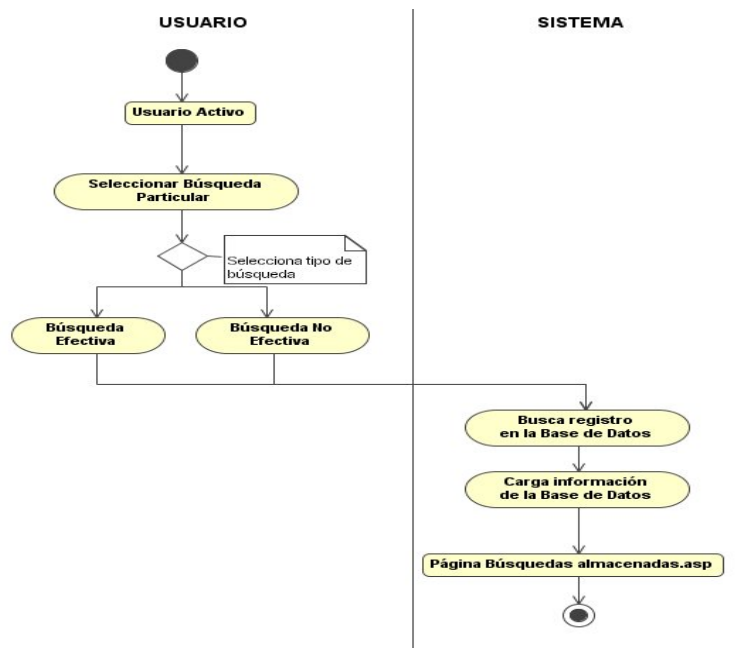 USUARIO
SISTEMA
Usuario Activo
Seleccionar Búsqueda
Particular
Selecciona tipo de
búsqueda
Búsqueda
Efectiva
Búsqueda No
Efectiva
Busca registro
en la Base de Datos
Carga información
de la Base de Datos
Página Búsquedas almacenadas.asp